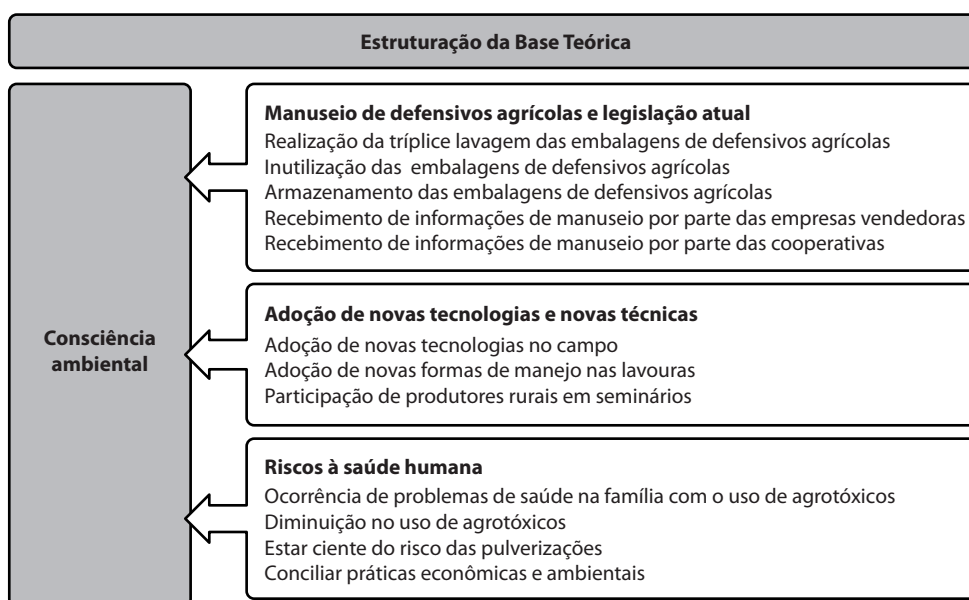 Estruturação da Base Teórica
Consciência
ambiental
Manuseio de defensivos agrícolas e legislação atual
Realização da tríplice lavagem das embalagens de defensivos agrícolas
Inutilização das embalagens de defensivos agrícolas
Armazenamento das embalagens de defensivos agrícolas
Recebimento de informações de manuseio por parte das empresas vendedoras
Recebimento de informações de manuseio por parte das cooperativas
Adoção de novas tecnologias e novas técnicas
Adoção de novas tecnologias no campo
Adoção de novas formas de manejo nas lavouras
Participação de produtores rurais em seminários
Riscos à saúde humana
Ocorrência de problemas de saúde na família com o uso de agrotóxicos
Diminuição no uso de agrotóxicos
Estar ciente do risco das pulverizações
Conciliar práticas econômicas e ambientais